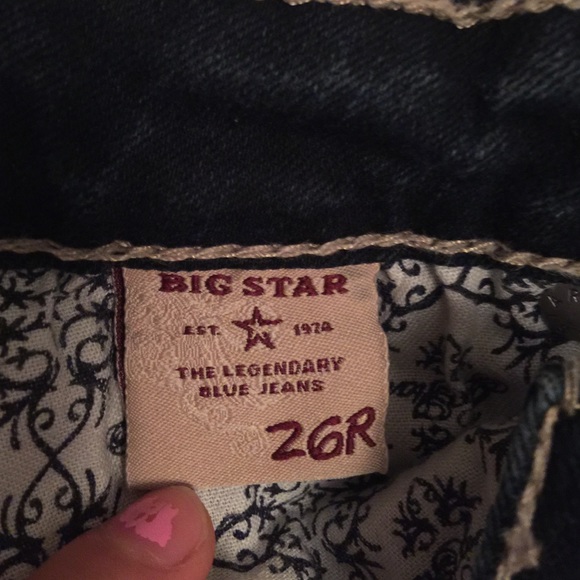 BIG STAR
EST. 1974
THE LEGENDARY
BLUE JEANS
26R